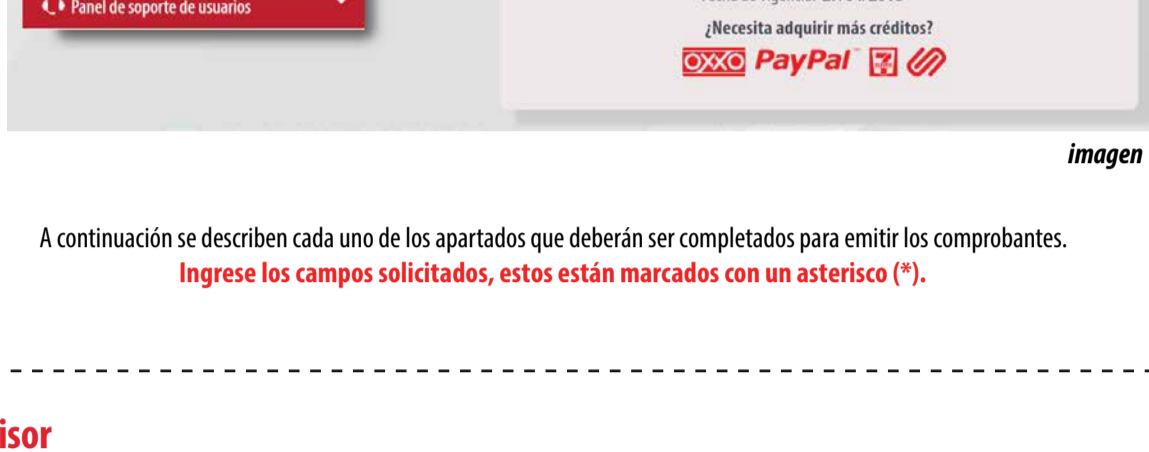 Panel de soporte de usuarios
¿Necesita adquirir más créditos?
OXXO PayPal™ 7
imagen
A continuación se describen cada uno de los apartados que deberán ser completados para emitir los comprobantes.
Ingrese los campos solicitados, estos están marcados con un asterisco (*).
isor